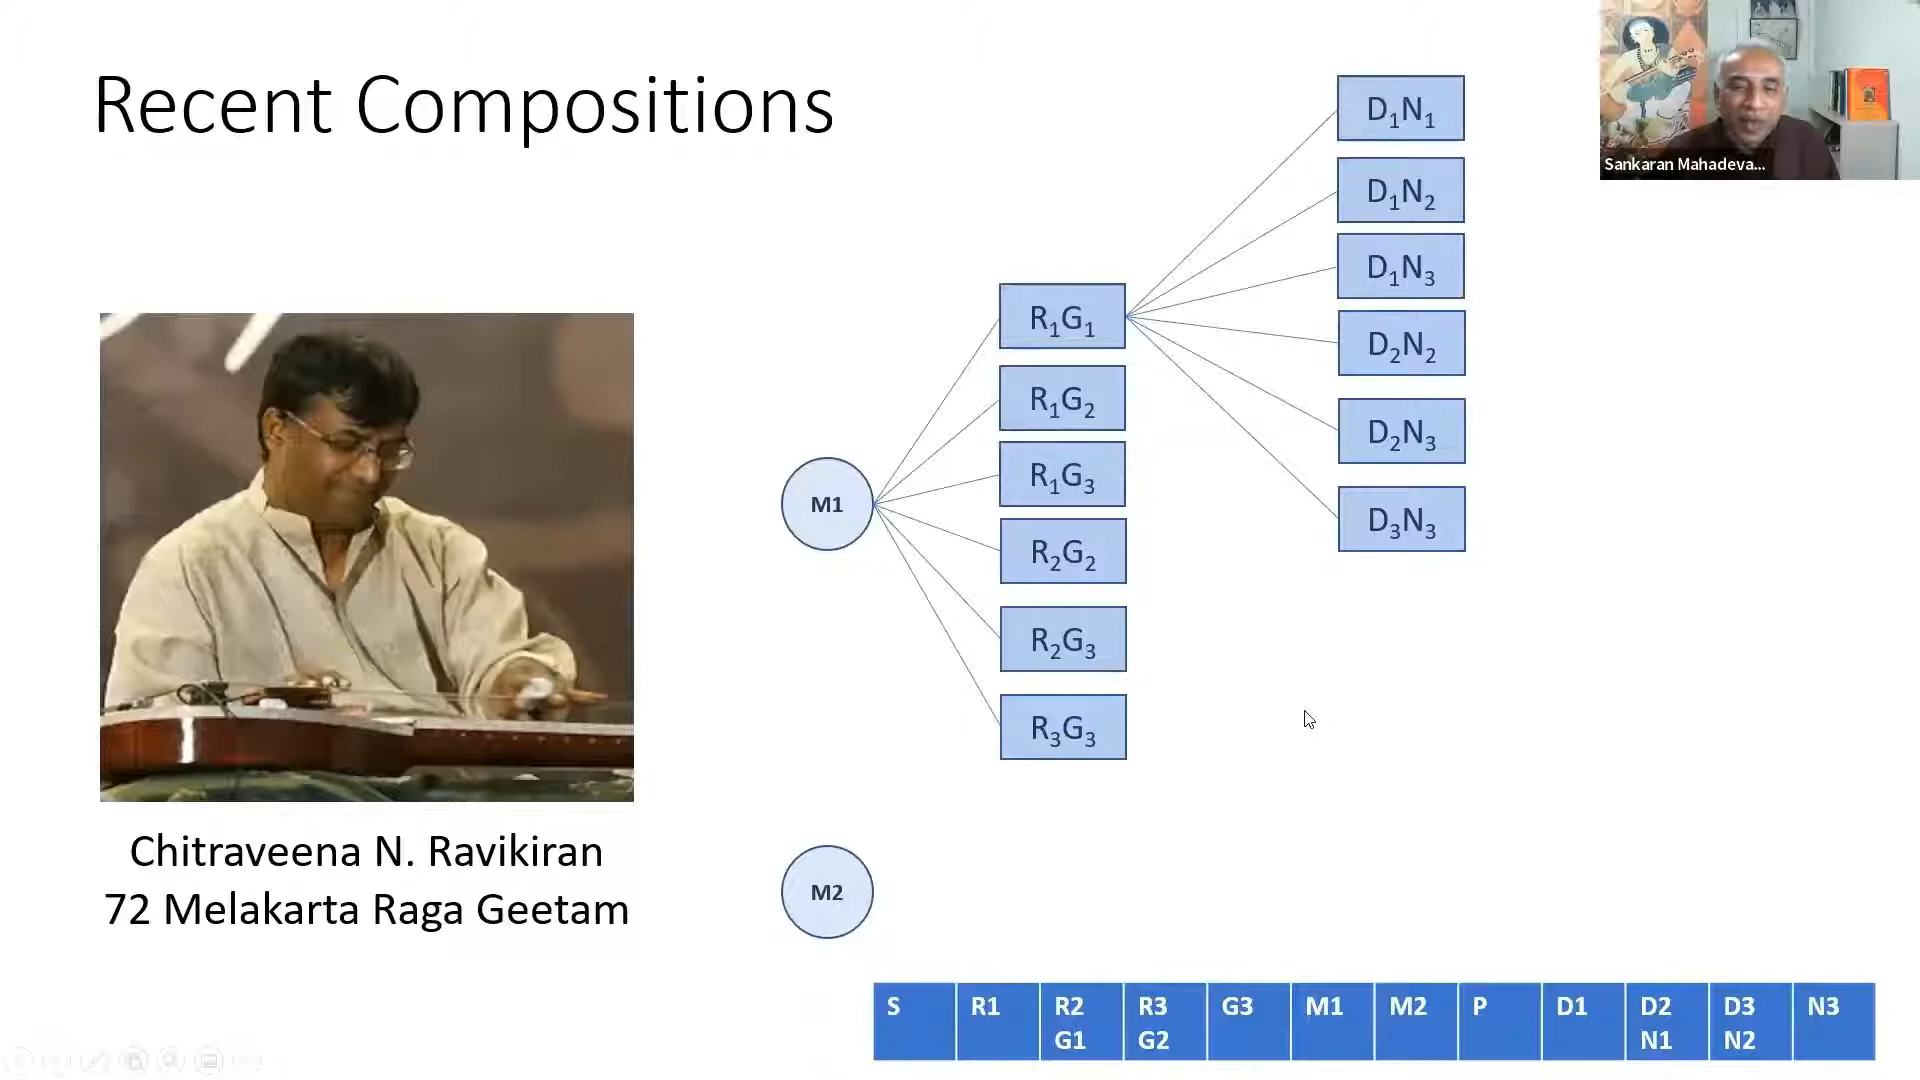 Recent Compositions
Sankaran Mahadeva...
D₁N₁
D₁N₂
D₁N₃
D₂N₂
D₂N₃
D₃N₃
R₁G₁
R₁G₂
R₁G₃
R₂G₂
R₂G₃
R₃G₃
M1
M2
Chitraveena N. Ravikiran
72 Melakarta Raga Geetam
S R1 R2 R3 G3 M1 M2 P D1 D2 D3 N3
G1 G2 N1 N2